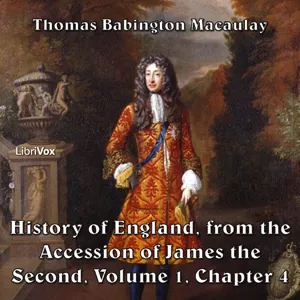 Thomas Babington Macaulay
LibriVox
History of England, from the
Accession of James the
Second, Volume 1, Chapter 4